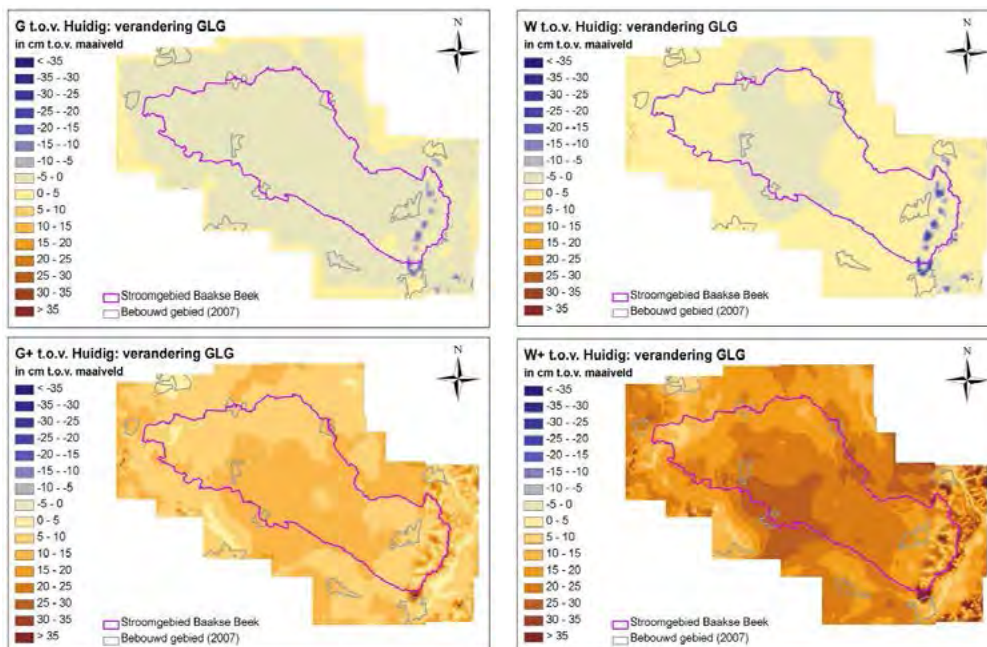 G t.o.v. Huidig: verandering GLG
in cm t.o.v. maaiveld
N
< -35
-35 - -30
-30 - -25
-25 - -20
-20 - -15
-15 - -10
-10 - -5
-5 - 0
0 - 5
5 - 10
10 - 15
15 - 20
20 - 25
25 - 30
30 - 35
> 35
Stroomgebied Baakse Beek
Bebouwd gebied (2007)
W t.o.v. Huidig: verandering GLG
in cm t.o.v. maaiveld
N
< -35
-35 - -30
-30 - -25
-25 - -20
-20 - -15
-15 - -10
-10 - -5
-5 - 0
0 - 5
5 - 10
10 - 15
15 - 20
20 - 25
25 - 30
30 - 35
> 35
Stroomgebied Baakse Beek
Bebouwd gebied (2007)
G+ t.o.v. Huidig: verandering GLG
in cm t.o.v. maaiveld
N
< -35
-35 - -30
-30 - -25
-25 - -20
-20 - -15
-15 - -10
-10 - -5
-5 - 0
0 - 5
5 - 10
10 - 15
15 - 20
20 - 25
25 - 30
30 - 35
> 35
Stroomgebied Baakse Beek
Bebouwd gebied (2007)
W+ t.o.v. Huidig: verandering GLG
in cm t.o.v. maaiveld
N
< -35
-35 - -30
-30 - -25
-25 - -20
-20 - -15
-15 - -10
-10 - -5
-5 - 0
0 - 5
5 - 10
10 - 15
15 - 20
20 - 25
25 - 30
30 - 35
> 35
Stroomgebied Baakse Beek
Bebouwd gebied (2007)